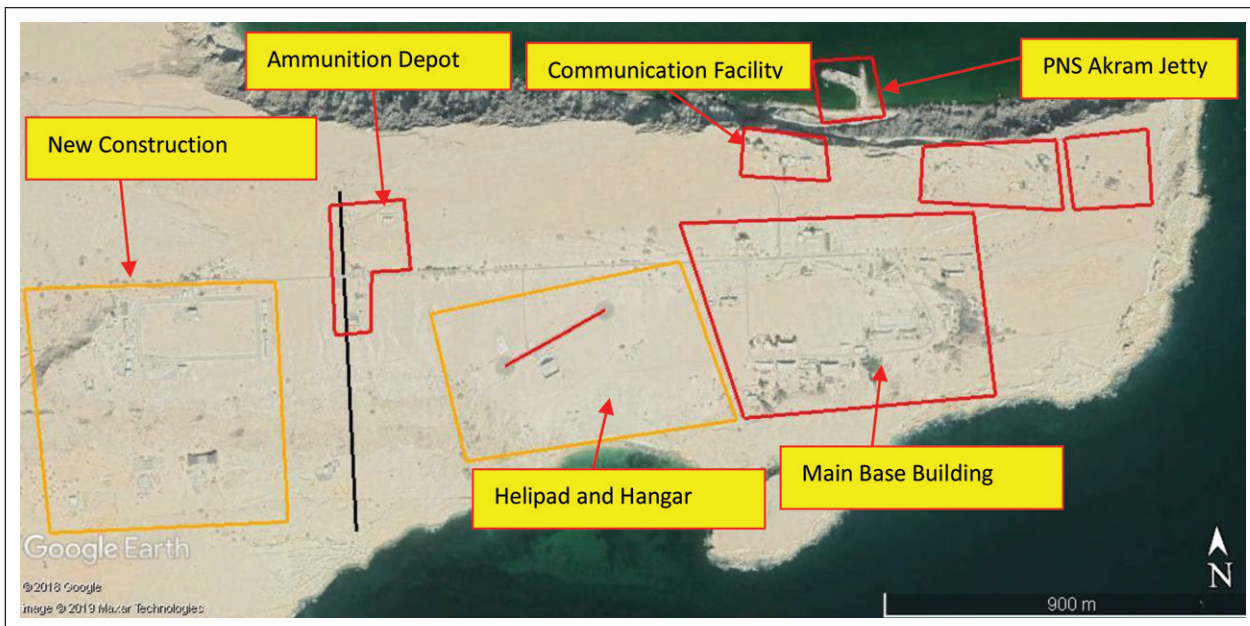 Ammunition Depot
Communication Facility
PNS Akram Jetty
New Construction
Main Base Building
Helipad and Hangar
Google Earth
© 2018 Google
Image © 2019 Maxar Technologies
900 m
N